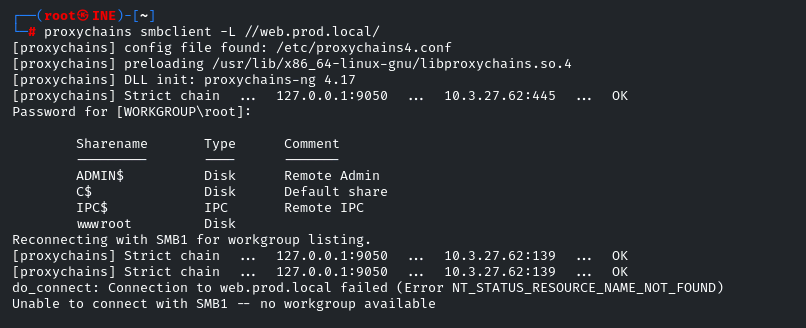 ┌──(root㉿INE)-[~]
└─# proxychains smbclient -L //web.prod.local/
[proxychains] config file found: /etc/proxychains4.conf
[proxychains] preloading /usr/lib/x86_64-linux-gnu/libproxychains.so.4
[proxychains] DLL init: proxychains-ng 4.17
[proxychains] Strict chain  ...  127.0.0.1:9050  ...  10.3.27.62:445  ...  OK
Password for [WORKGROUP\root]:
Sharename       Type      Comment
---------       ----      -------
ADMIN$          Disk      Remote Admin
C$              Disk      Default share
IPC$            IPC       Remote IPC
wwwroot         Disk
Reconnecting with SMB1 for workgroup listing.
[proxychains] Strict chain  ...  127.0.0.1:9050  ...  10.3.27.62:139  ...  OK
[proxychains] Strict chain  ...  127.0.0.1:9050  ...  10.3.27.62:139  ...  OK
do_connect: Connection to web.prod.local failed (Error NT_STATUS_RESOURCE_NAME_NOT_FOUND)
Unable to connect with SMB1 -- no workgroup available